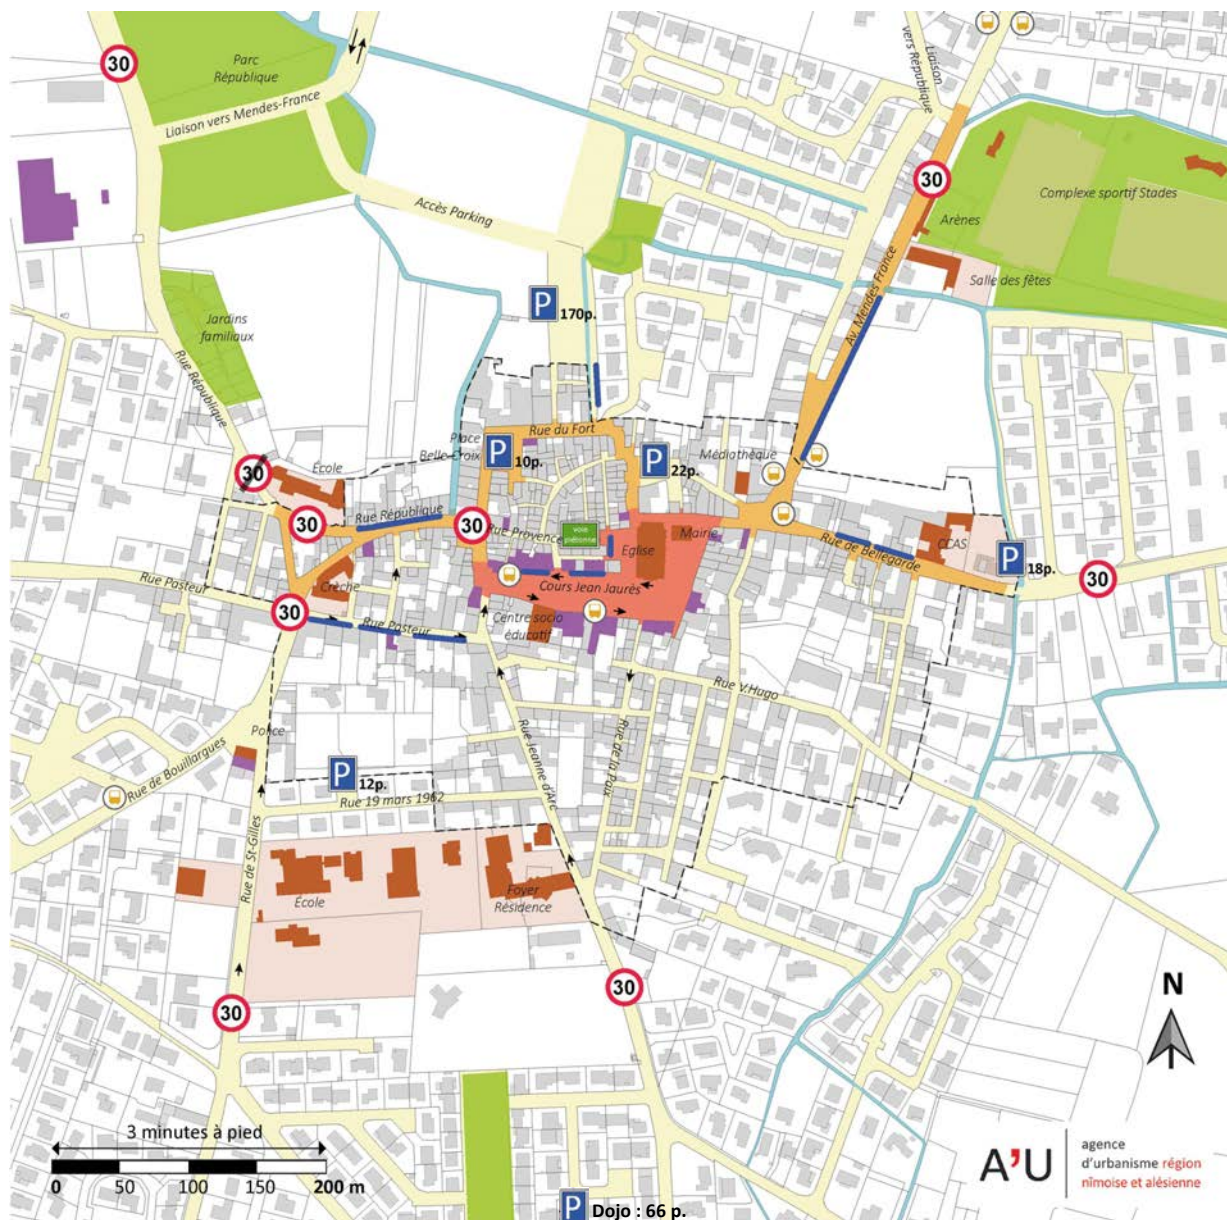 30
Parc
République
Liaison vers Mendes-France
Liaison
vers République
30
Complexe sportif Stades
Arènes
Accès Parking
Salle des fêtes
P
170p.
Av. Mendes France
Jardins
familiaux
Rue République
Rue du Fort
Place
Belle-Croix
P
10p.
P
22p.
Médiathèque
30
Ecole
30
Rue République
30
Rue Provence
voie
piétonne
Eglise
Mairie
Rue de Bellegarde
CCAS
P
18p.
30
Rue Pasteur
Crèche
Cours Jean Jaurès
30
Rue Pasteur
Centre socio
éducatif
Rue V.Hugo
Rue de la Paix
Rue Jeanne d'Arc
Police
Rue de Bouillargues
P
12p.
Rue 19 mars 1962
Rue de St-Gilles
Ecole
Foyer
Résidence
30
30
N
3 minutes à pied
0 50 100 150 200 m
A'U
agence
d'urbanisme région
nîmoise et alésienne
P
Dojo : 66 p.